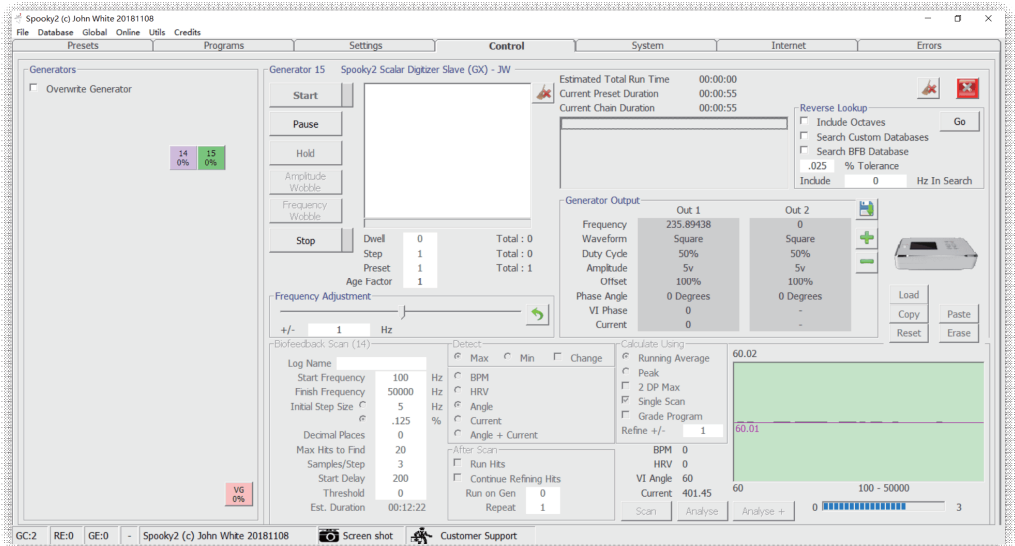 Spooky2 (c) John White 20181108
File Database Global Online Utils Credits
Presets Programs Settings Control System Internet Errors
Generators
Overwrite Generator
14 15
0% 0%
VG
0%
Generator 15 Spooky2 Scalar Digitizer Slave (GX) - JW
Start
Pause
Hold
Amplitude
Wobble
Frequency
Wobble
Stop
Dwell 0 Total : 0
Step 1 Total : 0
Preset 1 Total : 1
Age Factor 1
Estimated Total Run Time 00:00:00
Current Preset Duration 00:00:55
Current Chain Duration 00:00:55
Reverse Lookup
Include Octaves Go
Search Custom Databases
Search BFB Database
.025 % Tolerance
Include 0 Hz In Search
Generator Output
Out 1 Out 2
Frequency 235.89438 0
Waveform Square Square
Duty Cycle 50% 50%
Amplitude 5v 5v
Offset 100% 100%
Phase Angle 0 Degrees 0 Degrees
VI Phase 0 -
Current 0 -
Load
Copy Paste
Reset Erase
Frequency Adjustment
+/- 1 Hz
Biofeedback Scan (14)
Log Name
Start Frequency 100 Hz
Finish Frequency 50000 Hz
Initial Step Size 5 Hz
.125 %
Decimal Places 0
Max Hits to Find 20
Samples/Step 3
Start Delay 200
Threshold 0
Est. Duration 00:12:22
Detect
Max Min Change
BPM
HRV
Angle
Current
Angle + Current
After Scan
Run Hits
Continue Refining Hits
Run on Gen 0
Repeat 1
Calculate Using
Running Average
Peak
2 DP Max
Single Scan
Grade Program
Refine +/- 1
BPM 0
HRV 0
VI Angle 60
Current 401.45
Scan Analyse Analyse +
60.02
60.01
60 100 - 50000
0 3
GC:2 RE:0 GE:0 - Spooky2 (c) John White 20181108 Screen shot Customer Support